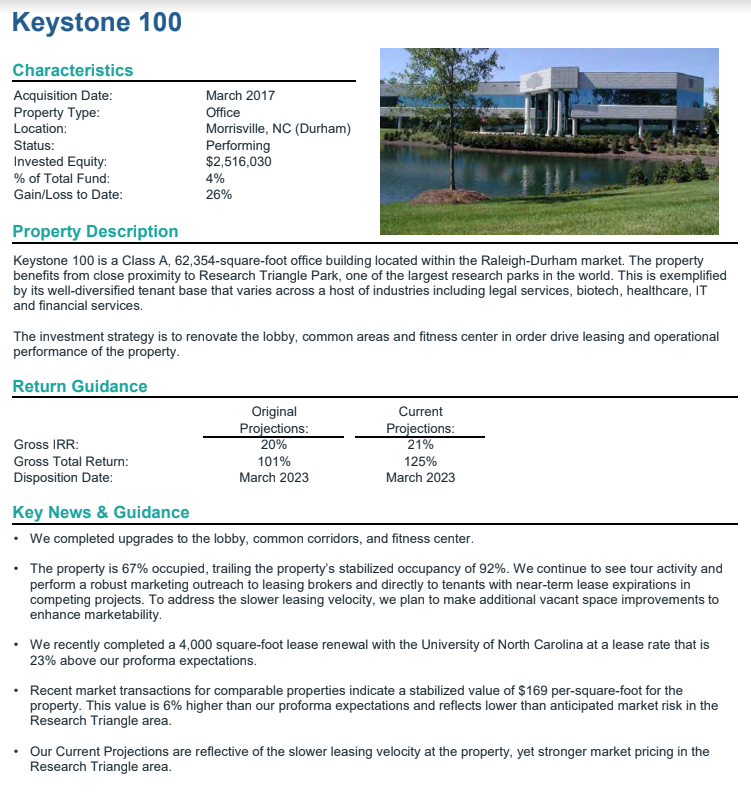 Keystone 100
Characteristics
Acquisition Date: March 2017
Property Type: Office
Location: Morrisville, NC (Durham)
Status: Performing
Invested Equity: $2,516,030
% of Total Fund: 4%
Gain/Loss to Date: 26%
Property Description
Keystone 100 is a Class A, 62,354-square-foot office building located within the Raleigh-Durham market. The property
benefits from close proximity to Research Triangle Park, one of the largest research parks in the world. This is exemplified
by its well-diversified tenant base that varies across a host of industries including legal services, biotech, healthcare, IT
and financial services.
The investment strategy is to renovate the lobby, common areas and fitness center in order drive leasing and operational
performance of the property.
Return Guidance
Original Current
Projections: Projections:
Gross IRR: 20% 21%
Gross Total Return: 101% 125%
Disposition Date: March 2023 March 2023
Key News & Guidance
• We completed upgrades to the lobby, common corridors, and fitness center.
• The property is 67% occupied, trailing the property's stabilized occupancy of 92%. We continue to see tour activity and
perform a robust marketing outreach to leasing brokers and directly to tenants with near-term lease expirations in
competing projects. To address the slower leasing velocity, we plan to make additional vacant space improvements to
enhance marketability.
• We recently completed a 4,000 square-foot lease renewal with the University of North Carolina at a lease rate that is
23% above our proforma expectations.
• Recent market transactions for comparable properties indicate a stabilized value of $169 per-square-foot for the
property. This value is 6% higher than our proforma expectations and reflects lower than anticipated market risk in the
Research Triangle area.
• Our Current Projections are reflective of the slower leasing velocity at the property, yet stronger market pricing in the
Research Triangle area.